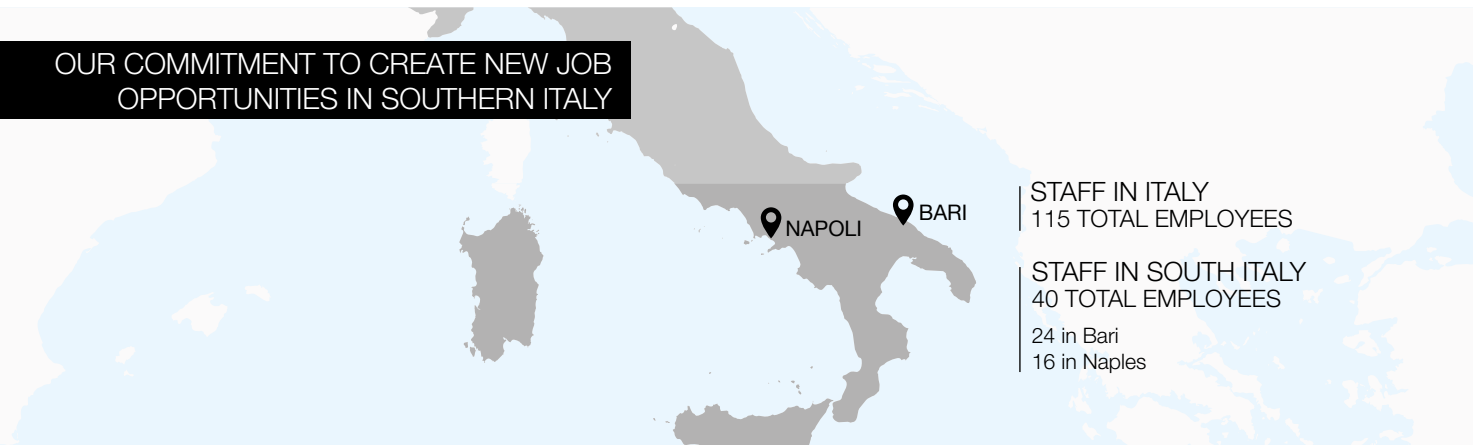 OUR COMMITMENT TO CREATE NEW JOB
OPPORTUNITIES IN SOUTHERN ITALY
NAPOLI
BARI
STAFF IN ITALY
115 TOTAL EMPLOYEES
STAFF IN SOUTH ITALY
40 TOTAL EMPLOYEES
24 in Bari
16 in Naples